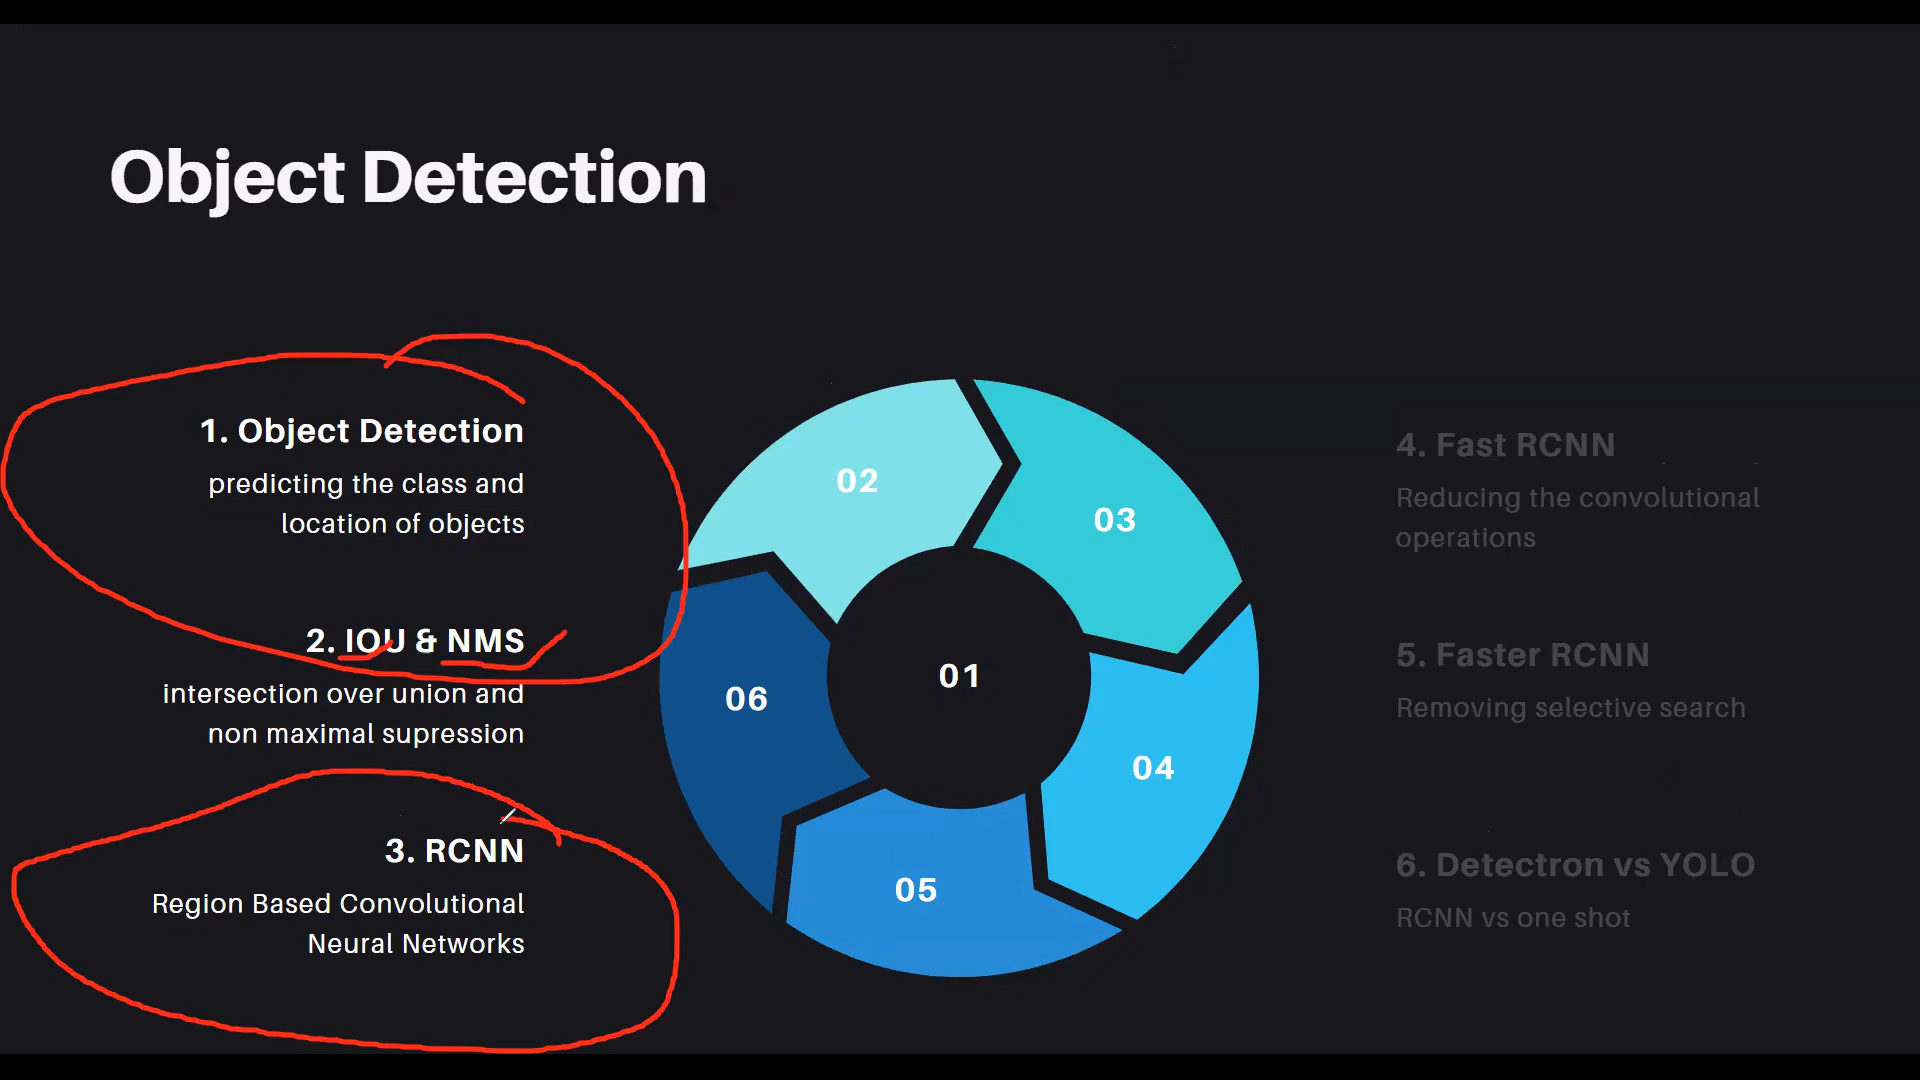 Object Detection
1. Object Detection
predicting the class and
location of objects
2. IOU & NMS
intersection over union and
non maximal supression
3. RCNN
Region Based Convolutional
Neural Networks
02
03
01
06
04
05
4. Fast RCNN
Reducing the convolutional
operations
5. Faster RCNN
Removing selective search
6. Detectron vs YOLO
RCNN vs one shot